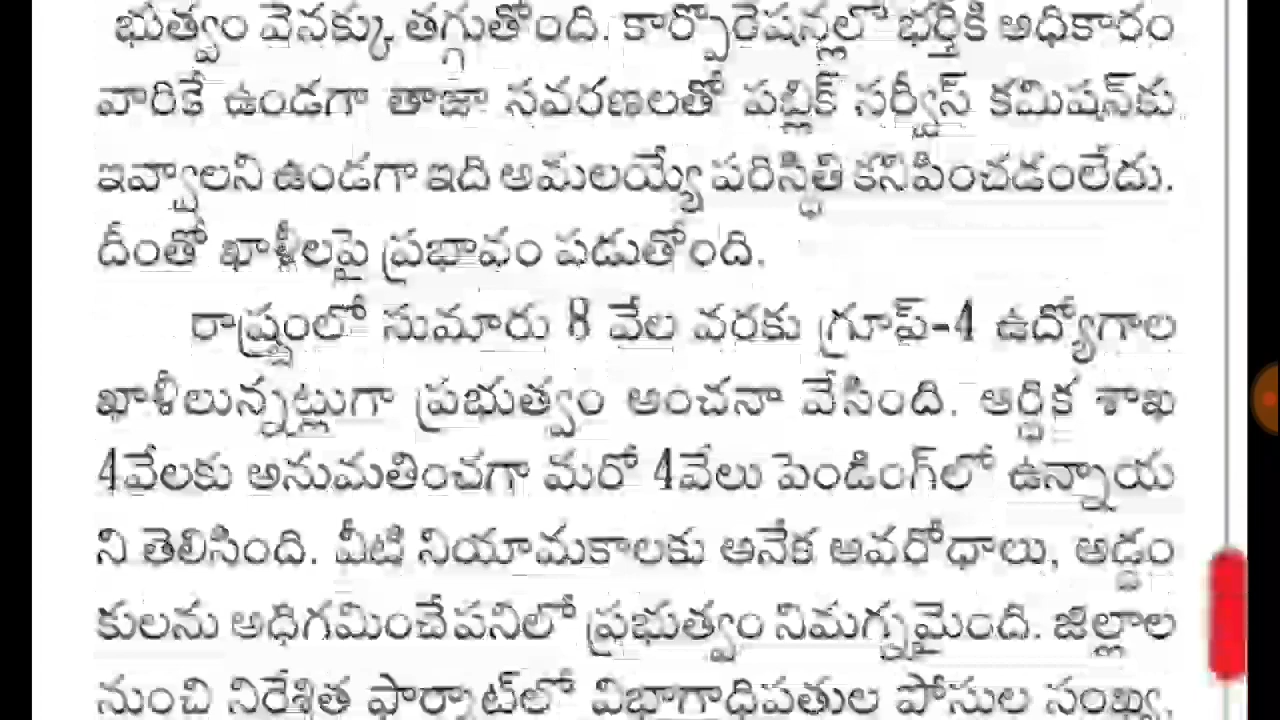 భుత్వం వెనక్కు తగ్గుతోంది. కార్పొరేషన్లలో భర్తీకి అధికారం
వారికే ఉండగా తాజా సవరణలతో పబ్లిక్ సర్వీస్ కమిషన్‌కు
ఇవ్వాలని ఉండగా ఇది అమలయ్యే పరిస్థితి కనిపించడంలేదు.
దీంతో ఖాళీలపై ప్రభావం పడుతోంది.
రాష్ట్రంలో సుమారు 8 వేల వరకు గ్రూప్-4 ఉద్యోగాల
ఖాళీలున్నట్లుగా ప్రభుత్వం అంచనా వేసింది. ఆర్థిక శాఖ
4వేలకు అనుమతించగా మరో 4వేలు పెండింగ్‌లో ఉన్నాయ
ని తెలిసింది. వీటి నియామకాలకు అనేక అవరోధాలు, అడ్డం
కులను అధిగమించేపనిలో ప్రభుత్వం నిమగ్నమైంది. జిల్లాల
నుంచి నిర్దేశిత ఫార్మాట్‌లో విభాగాధిపతుల పోస్టుల సంఖ్య,